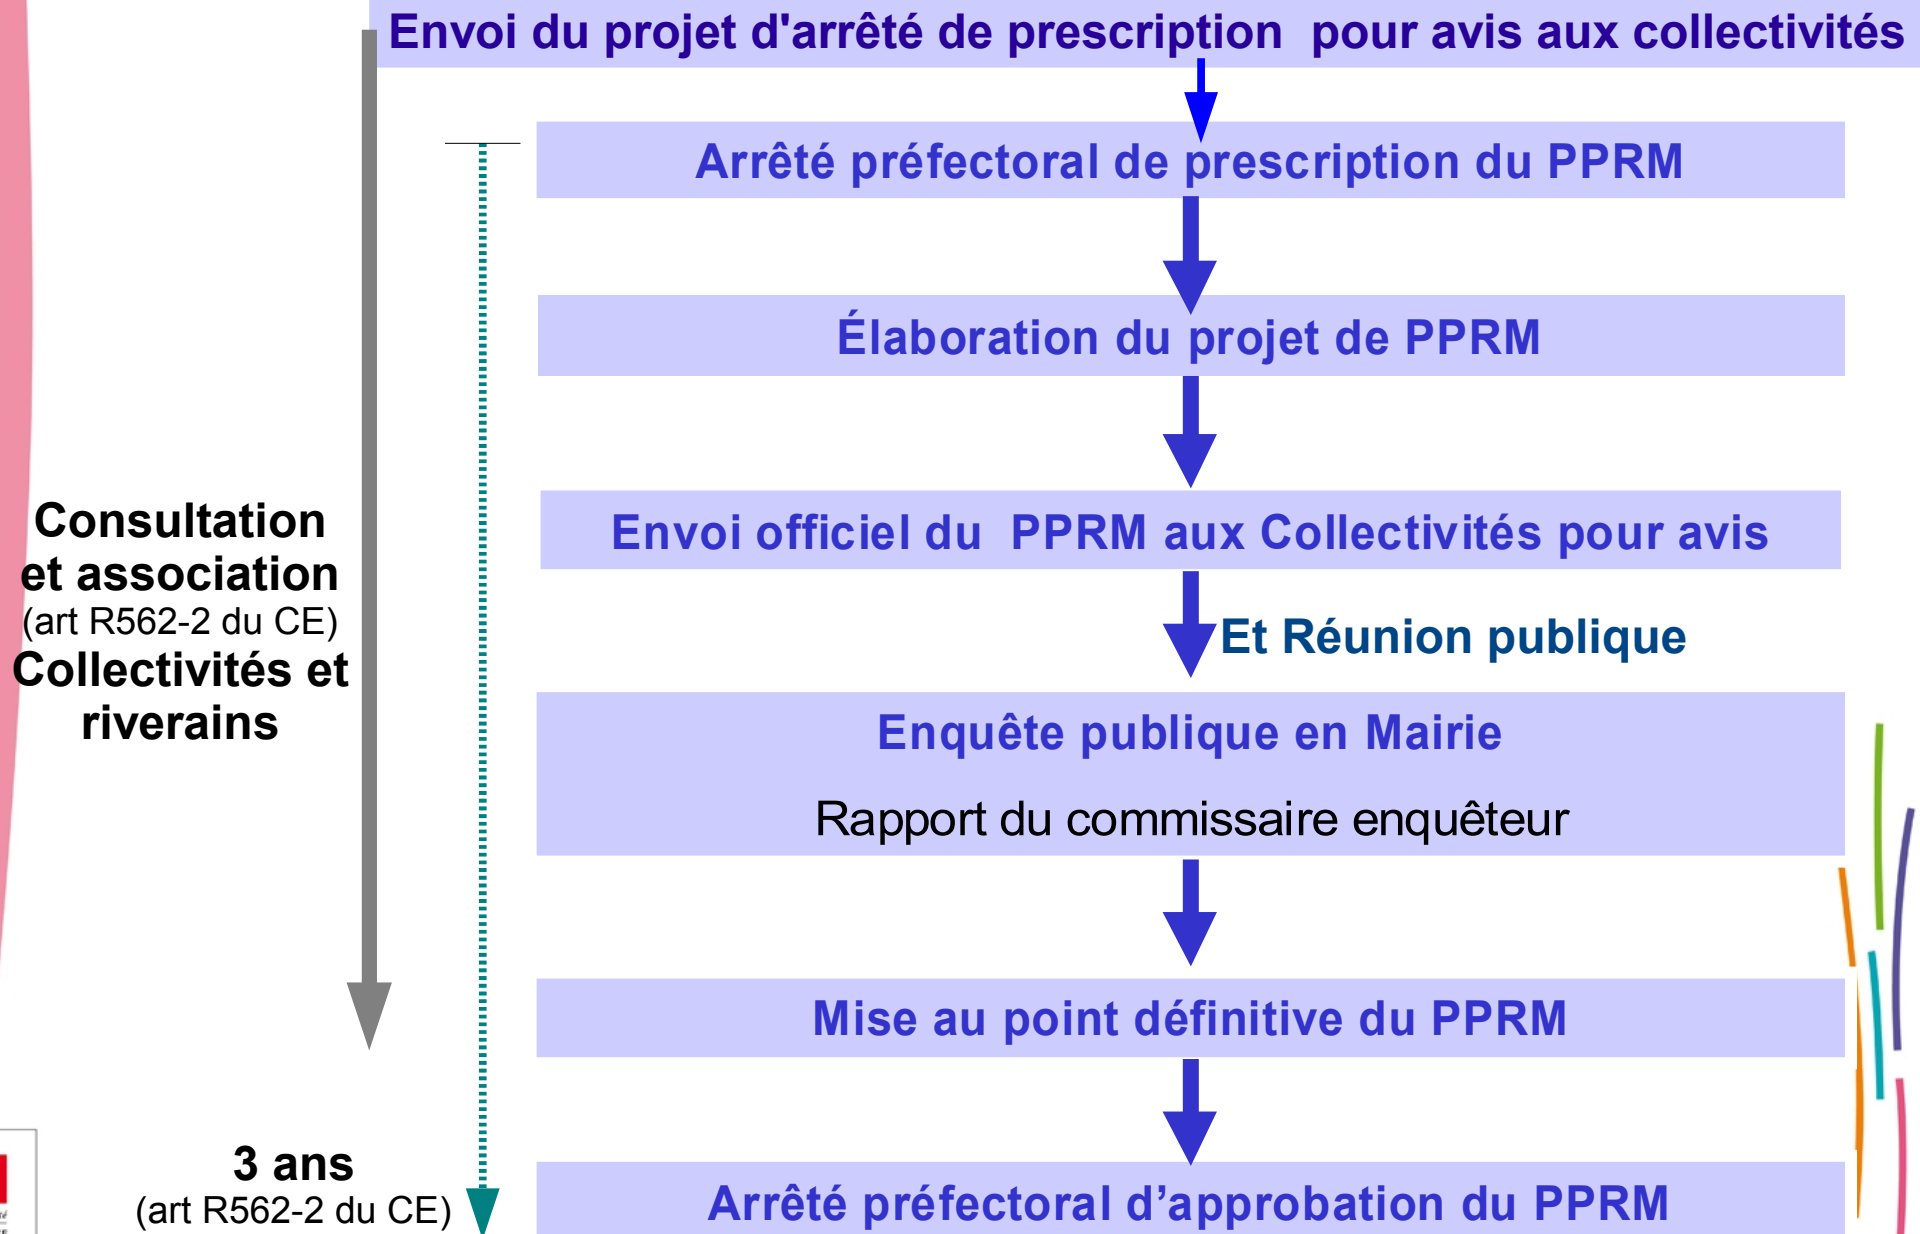 Envoi du projet d'arrêté de prescription pour avis aux collectivités
Arrêté préfectoral de prescription du PPRM
Élaboration du projet de PPRM
Envoi officiel du PPRM aux Collectivités pour avis
Et Réunion publique
Consultation
et association
(art R562-2 du CE)
Collectivités et
riverains
Enquête publique en Mairie
Rapport du commissaire enquêteur
Mise au point définitive du PPRM
3 ans
(art R562-2 du CE)
Arrêté préfectoral d’approbation du PPRM